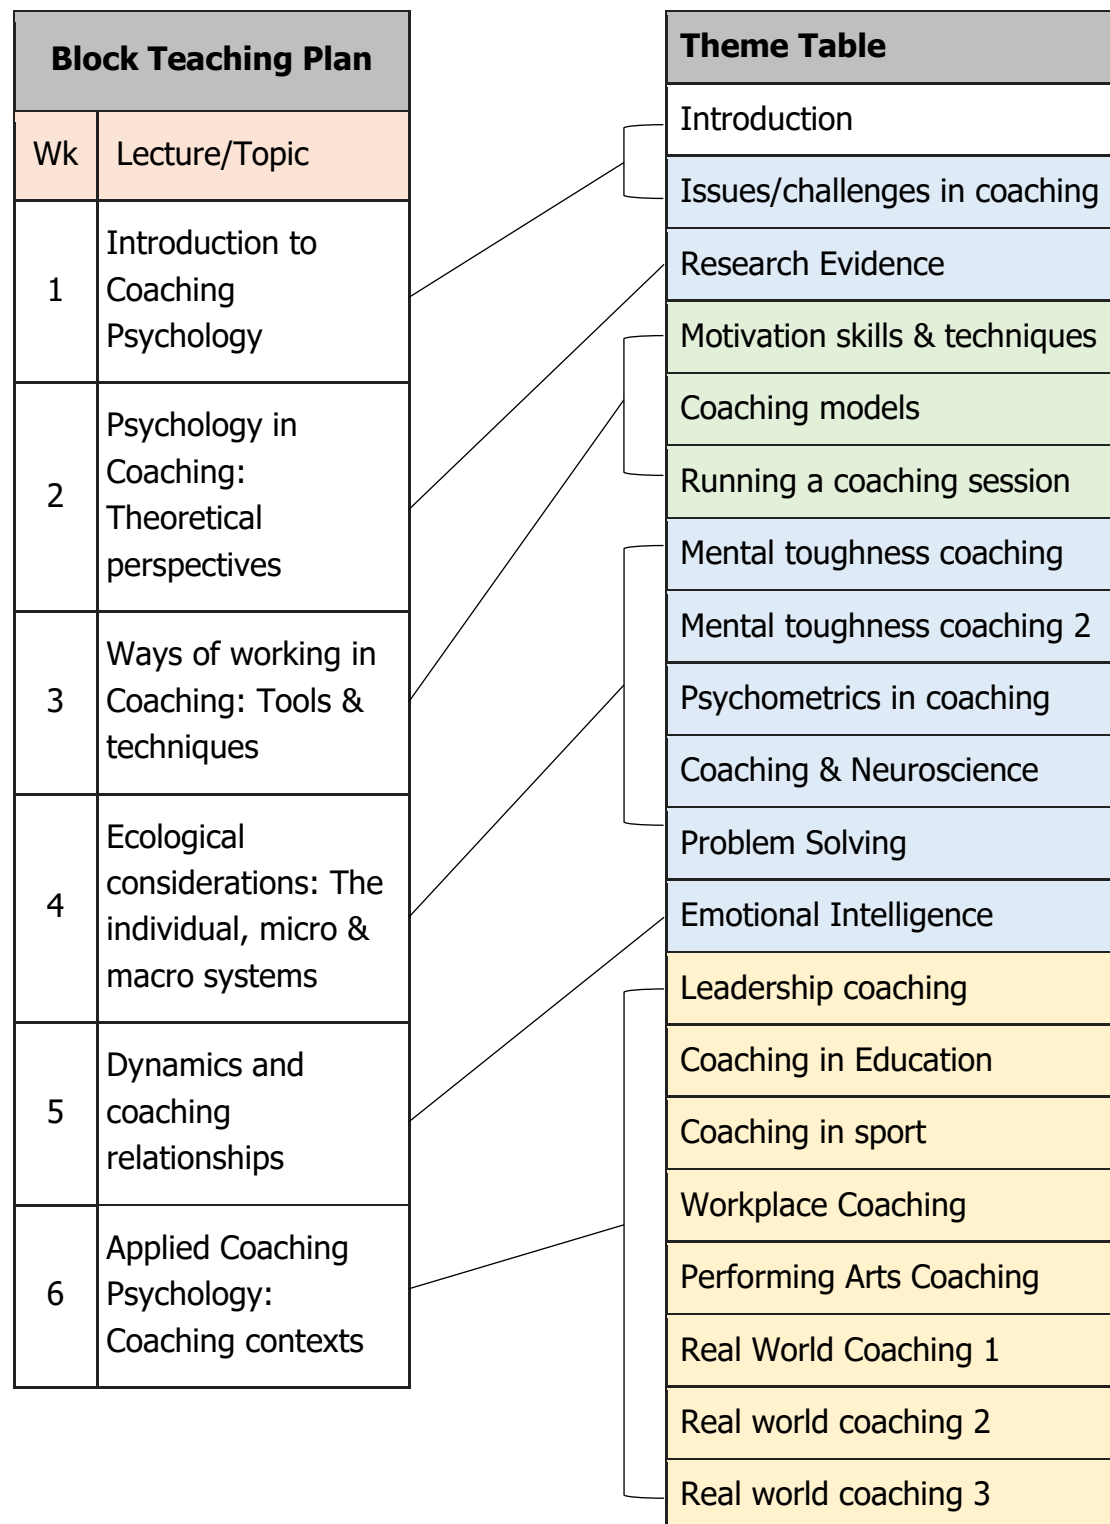 Block Teaching Plan
Wk
Lecture/Topic
1
Introduction to
Coaching
Psychology
2
Psychology in
Coaching:
Theoretical
perspectives
3
Ways of working in
Coaching: Tools &
techniques
4
Ecological
considerations: The
individual, micro &
macro systems
5
Dynamics and
coaching
relationships
6
Applied Coaching
Psychology:
Coaching contexts
Theme Table
Introduction
Issues/challenges in coaching
Research Evidence
Motivation skills & techniques
Coaching models
Running a coaching session
Mental toughness coaching
Mental toughness coaching 2
Psychometrics in coaching
Coaching & Neuroscience
Problem Solving
Emotional Intelligence
Leadership coaching
Coaching in Education
Coaching in sport
Workplace Coaching
Performing Arts Coaching
Real World Coaching 1
Real world coaching 2
Real world coaching 3